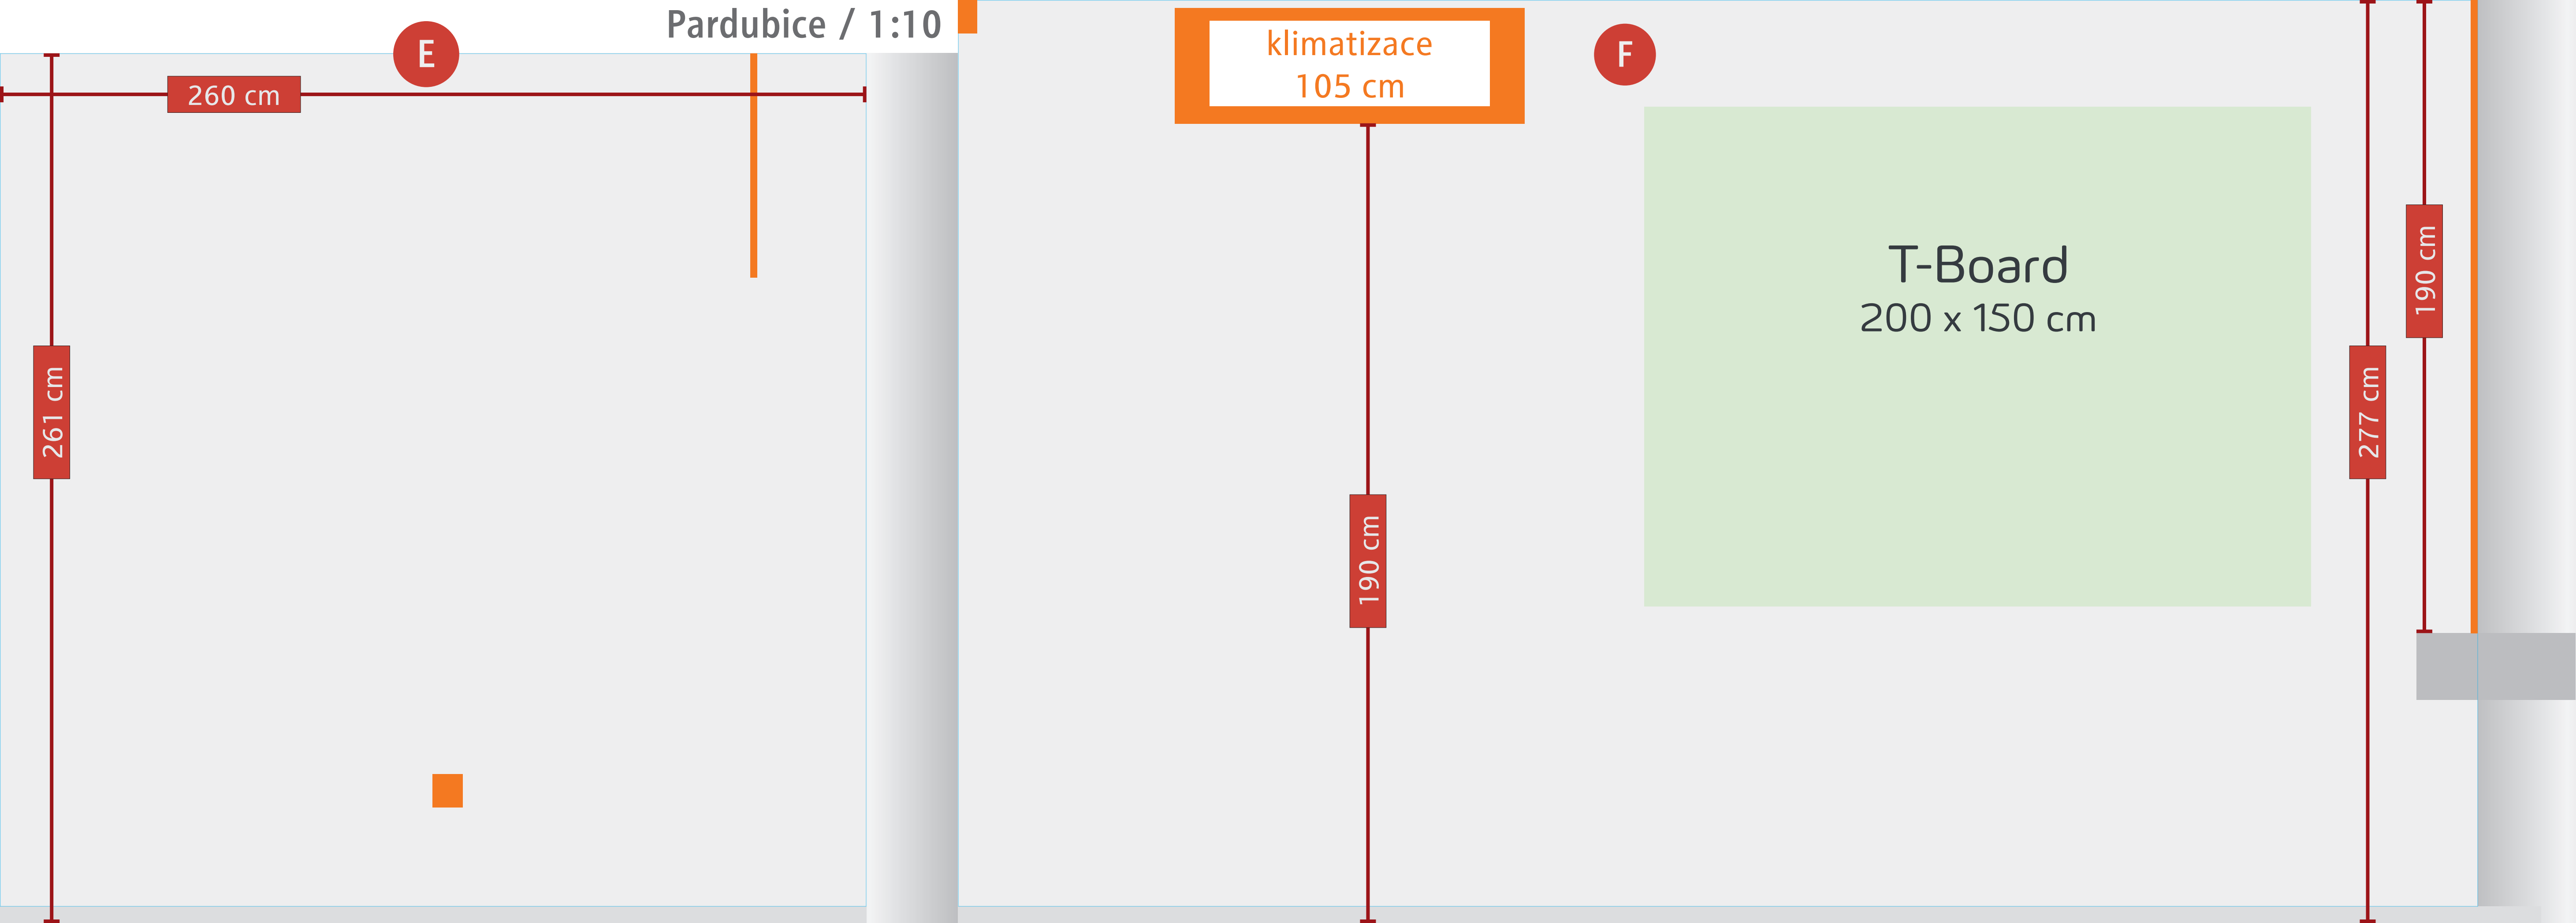 Pardubice / 1:10
E
260 cm
261 cm
klimatizace
105 cm
190 cm
F
T-Board
200 x 150 cm
277 cm
190 cm